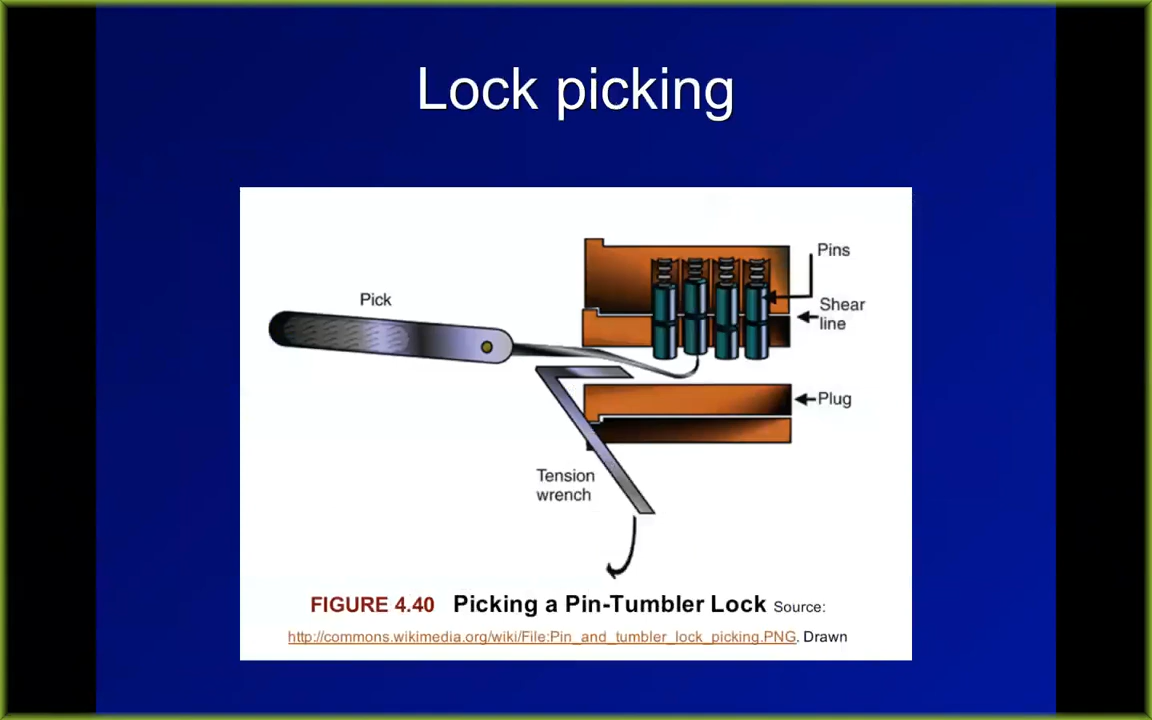 Lock picking
Pins
Pick
Shear
line
Plug
Tension
wrench
FIGURE 4.40 Picking a Pin-Tumbler Lock Source:
http://commons.wikimedia.org/wiki/File:Pin_and_tumbler_lock_picking.PNG. Drawn